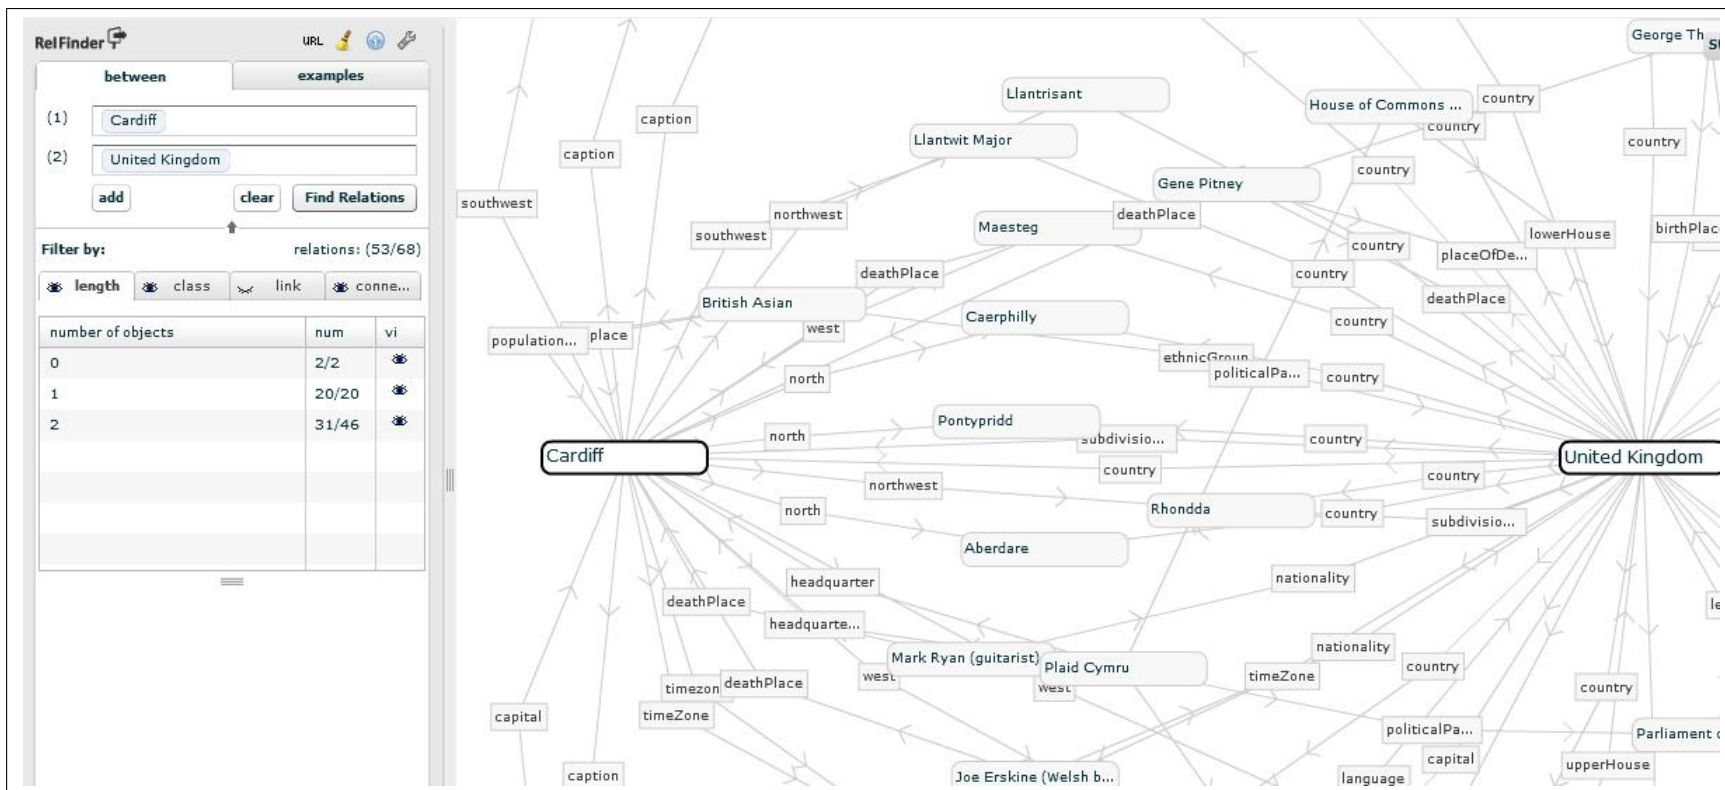 RelFinder
URL
between
examples
(1)
Cardiff
(2)
United Kingdom
add
clear
Find Relations
Filter by:
relations: (53/68)
length
class
link
conne...
number of objects
num
vi
0
2/2
1
20/20
2
31/46
George Th
House of Commons ...
country
country
country
Llantrisant
Llantwit Major
caption
caption
southwest
northwest
southwest
Gene Pitney
deathPlace
Maesteg
country
country
placeOfDe...
lowerHouse
birthPlac
deathPlace
country
deathPlace
British Asian
west
Caerphilly
country
population...
place
ethnicGroup
politicalPa...
country
north
Pontypridd
north
subdivisio...
country
Cardiff
United Kingdom
country
country
northwest
Rhondda
country
north
subdivisio...
Aberdare
headquarter
nationality
deathPlace
headquarte...
le
nationality
Mark Ryan (guitarist)
Plaid Cymru
country
west
west
timeZone
timezon
deathPlace
country
timeZone
capital
politicalPa...
Parliament
capital
upperHouse
caption
Joe Erskine (Welsh b...
language